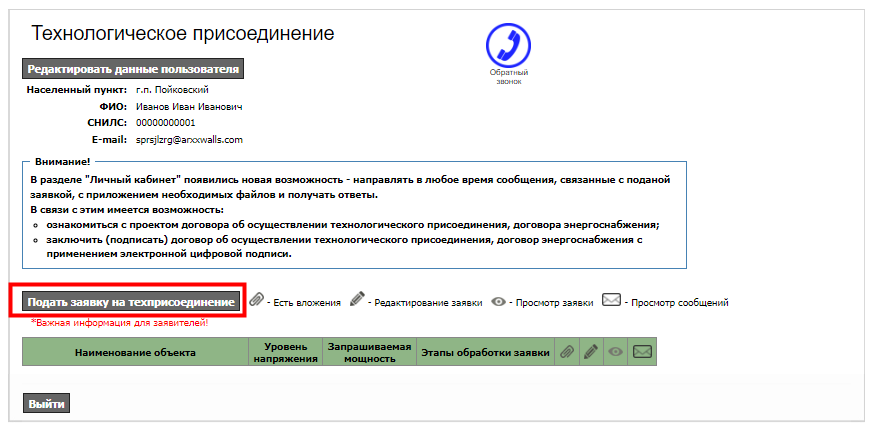 Технологическое присоединение
Обратный
звонок
Редактировать данные пользователя
Населенный пункт: г.п. Пойковский
ФИО: Иванов Иван Иванович
СНИЛС: 00000000001
E-mail: sprsjlzrg@arxxwalls.com
Внимание!
В разделе "Личный кабинет" появились новая возможность - направлять в любое время сообщения, связанные с поданой
заявкой, с приложением необходимых файлов и получать ответы.
В связи с этим имеется возможность:
ознакомиться с проектом договора об осуществлении технологического присоединения, договора энергоснабжения;
заключить (подписать) договор об осуществлении технологического присоединения, договор энергоснабжения с
применением электронной цифровой подписи.
Подать заявку на техприсоединение - Есть вложения - Редактирование заявки - Просмотр заявки - Просмотр сообщений
*Важная информация для заявителей!
Наименование объекта
Уровень
напряжения
Запрашиваемая
мощность
Этапы обработки заявки
Выйти